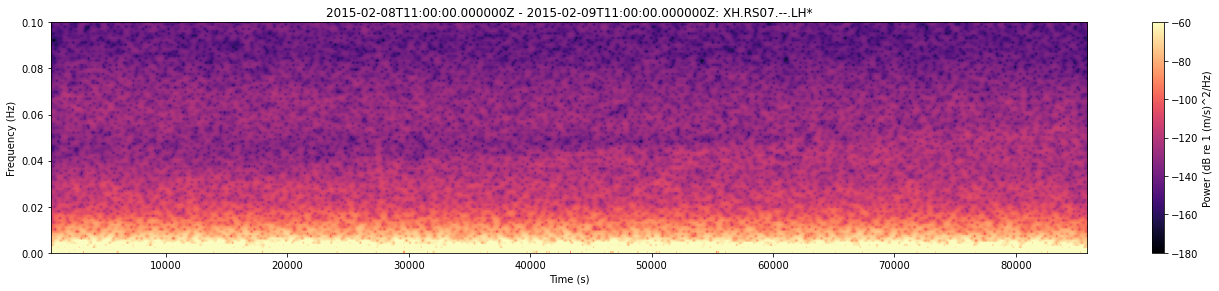 2015-02-08T11:00:00.000000Z - 2015-02-09T11:00:00.000000Z: XH.RS07.--.LH*
Frequency (Hz)
0.10
0.08
0.06
0.04
0.02
0.00
10000 20000 30000 40000 50000 60000 70000 80000
Time (s)
−60
−80
−100
−120
−140
−160
−180
Power (dB re 1 (m/s)^2/Hz)